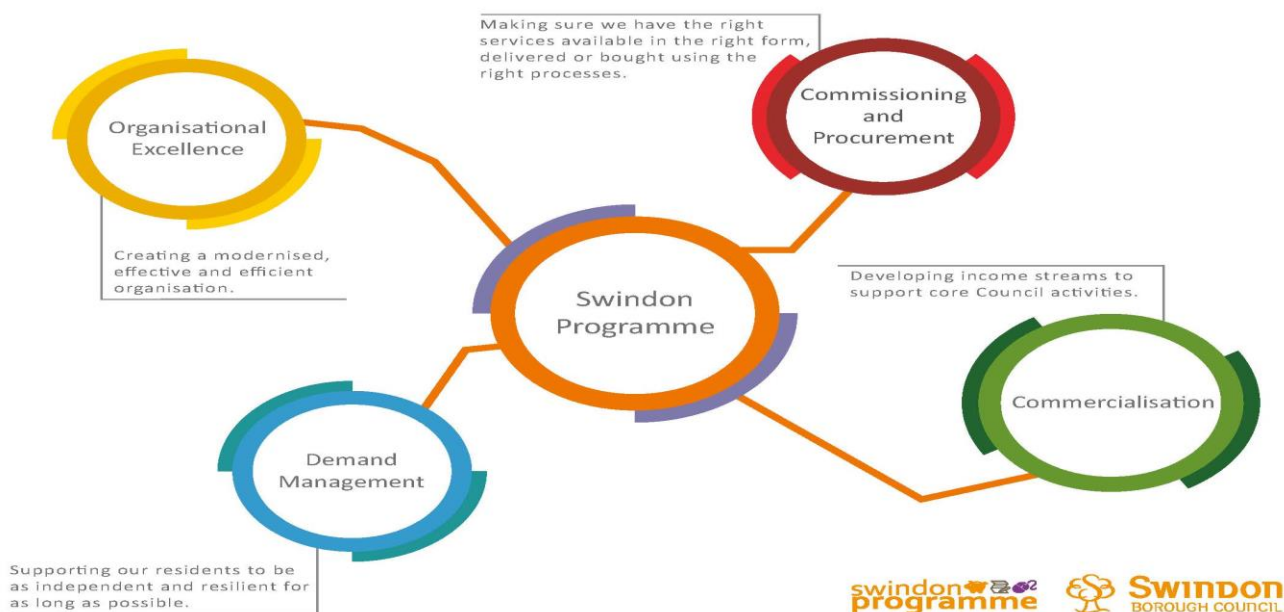 Making sure we have the right
services available in the right form,
delivered or bought using the
right processes.
Commissioning
and
Procurement
Organisational
Excellence
Creating a modernised,
effective and efficient
organisation.
Swindon
Programme
Developing income streams to
support core Council activities.
Commercialisation
Demand
Management
Supporting our residents to be
as independent and resilient for
as long as possible.
swindon
programme
SWINDON
BOROUGH COUNCIL